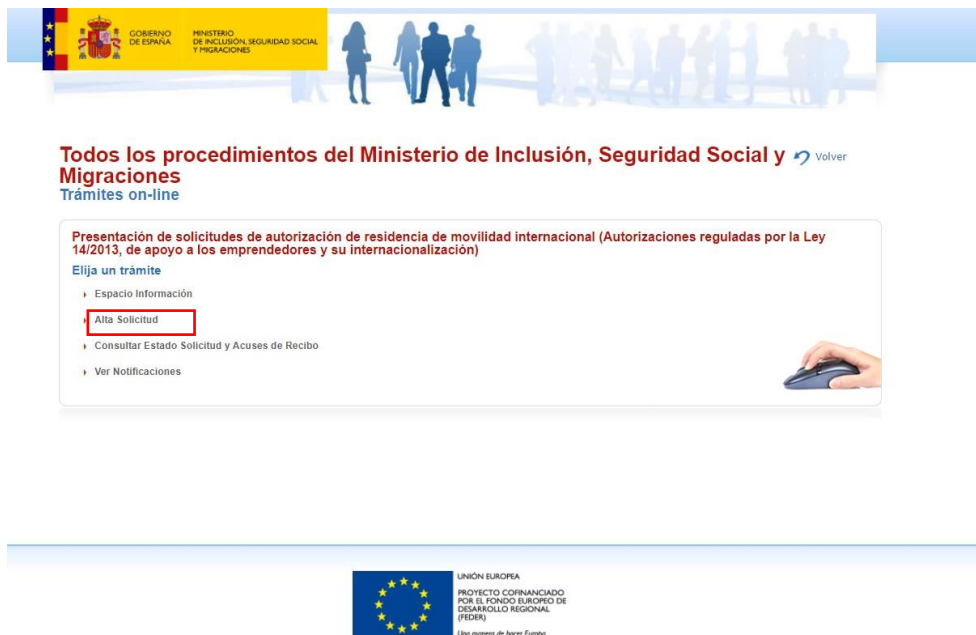 GOBIERNO
DE ESPAÑA
MINISTERIO
DE INCLUSIÓN, SEGURIDAD SOCIAL
Y MIGRACIONES
Todos los procedimientos del Ministerio de Inclusión, Seguridad Social y
Migraciones
Volver
Trámites on-line
Presentación de solicitudes de autorización de residencia de movilidad internacional (Autorizaciones reguladas por la Ley
14/2013, de apoyo a los emprendedores y su internacionalización)
Elija un trámite
Espacio Información
Alta Solicitud
Consultar Estado Solicitud y Acuses de Recibo
Ver Notificaciones
UNIÓN EUROPEA
PROYECTO COFINANCIADO
POR EL FONDO EUROPEO DE
DESARROLLO REGIONAL
(FEDER)
Una manera de hacer Europa